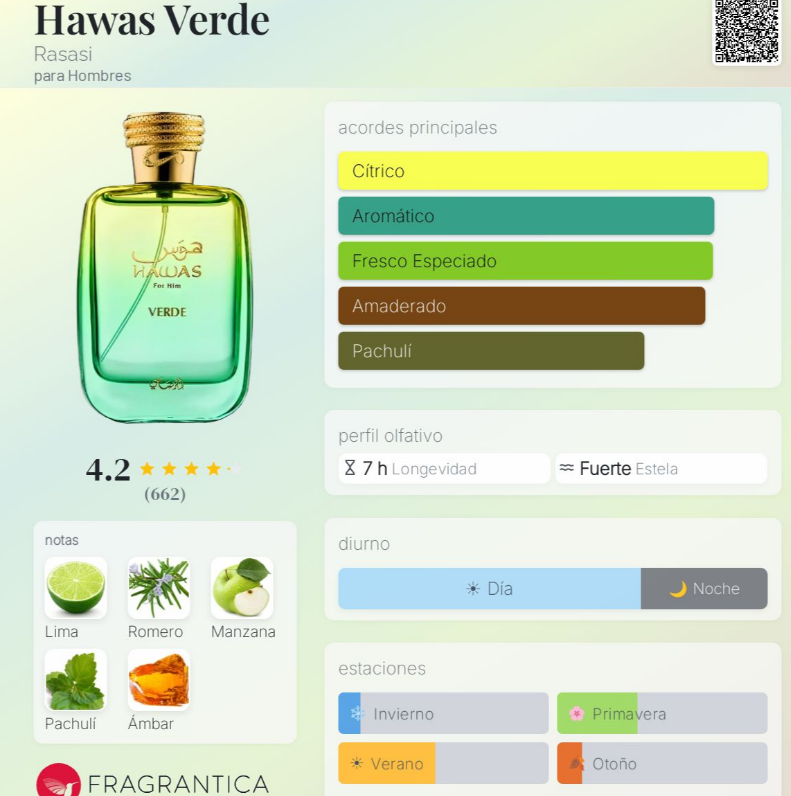 Hawas Verde
Rasasi
para Hombres
هوس
HAWAS
For Him
VERDE
4.2
(662)
notas
Lima
Romero
Manzana
Pachulí
Ámbar
FRAGRANTICA
acordes principales
Cítrico
Aromático
Fresco Especiado
Amaderado
Pachulí
perfil olfativo
7 h Longevidad
Fuerte Estela
diurno
Día
Noche
estaciones
Invierno
Primavera
Verano
Otoño